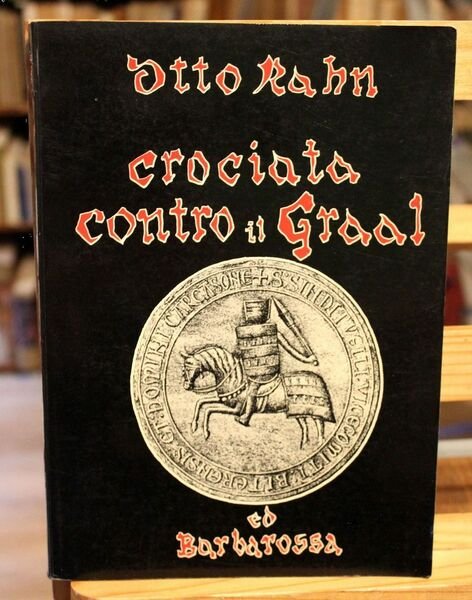 Otto Rahn
crociata
contro il Graal
ed
Barbarossa